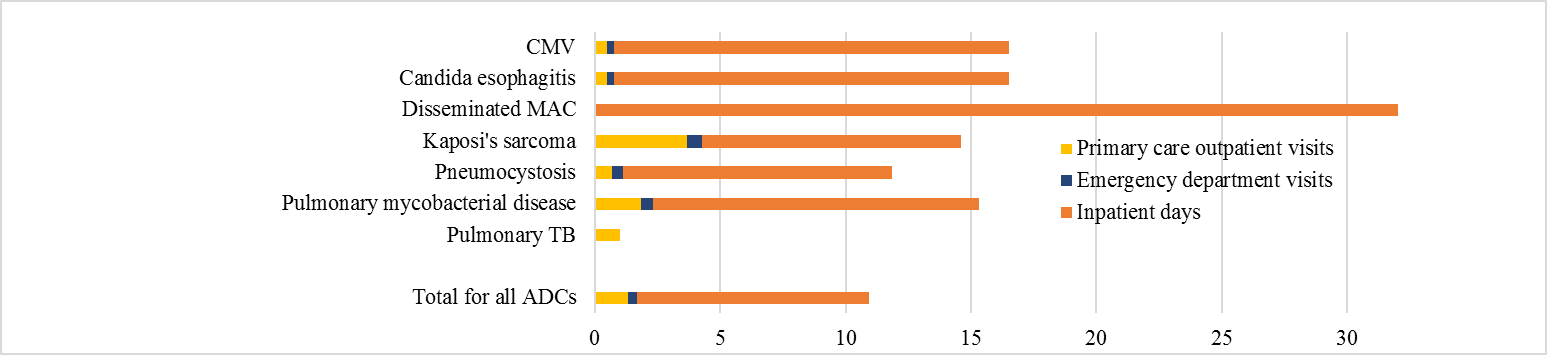 CMV
Candida esophagitis
Disseminated MAC
Kaposi's sarcoma
Pneumocystosis
Pulmonary mycobacterial disease
Pulmonary TB
Total for all ADCs
Primary care outpatient visits
Emergency department visits
Inpatient days
0 5 10 15 20 25 30